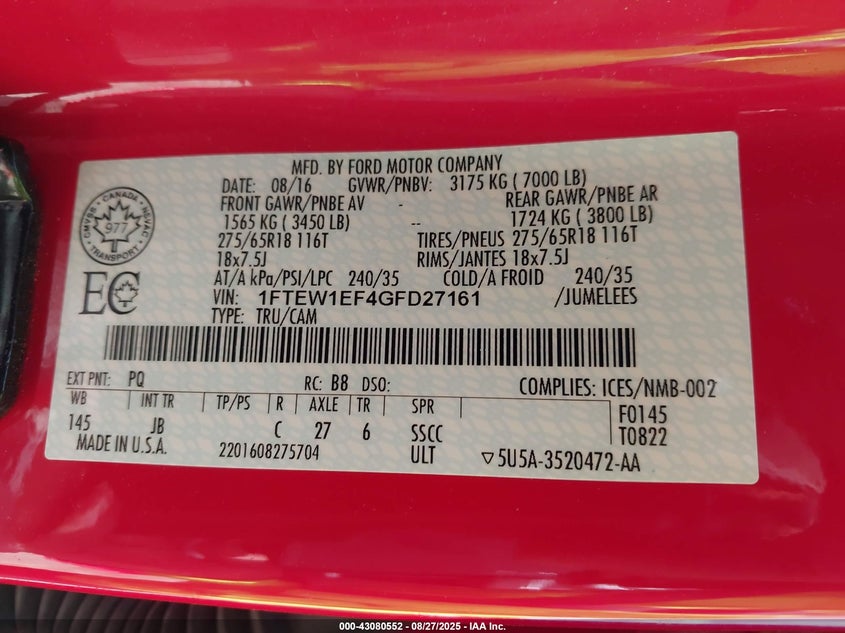 MFD. BY FORD MOTOR COMPANY
DATE: 08/16 GVWR/PNBV: 3175 KG ( 7000 LB)
FRONT GAWR/PNBE AV - REAR GAWR/PNBE AR
1565 KG ( 3450 LB) -- 1724 KG ( 3800 LB)
275/65R18 116T TIRES/PNEUS 275/65R18 116T
18x7.5J RIMS/JANTES 18x7.5J
AT/A kPa/PSI/LPC 240/35 COLD/A FROID 240/35
VIN: 1FTEW1EF4GFD27161 /JUMELEES
TYPE: TRU/CAM
CANADA
CMVSS NSVAC
977
TRANSPORT
EC
EXT PNT: PQ RC: B8 DSO: COMPLIES: ICES/NMB-002
WB INT TR TP/PS R AXLE TR SPR F0145
145 JB C 27 6 SSCC T0822
MADE IN U.S.A. 2201608275704 ULT ▽5U5A-3520472-AA
000-43080552 - 08/27/2025 - IAA Inc.